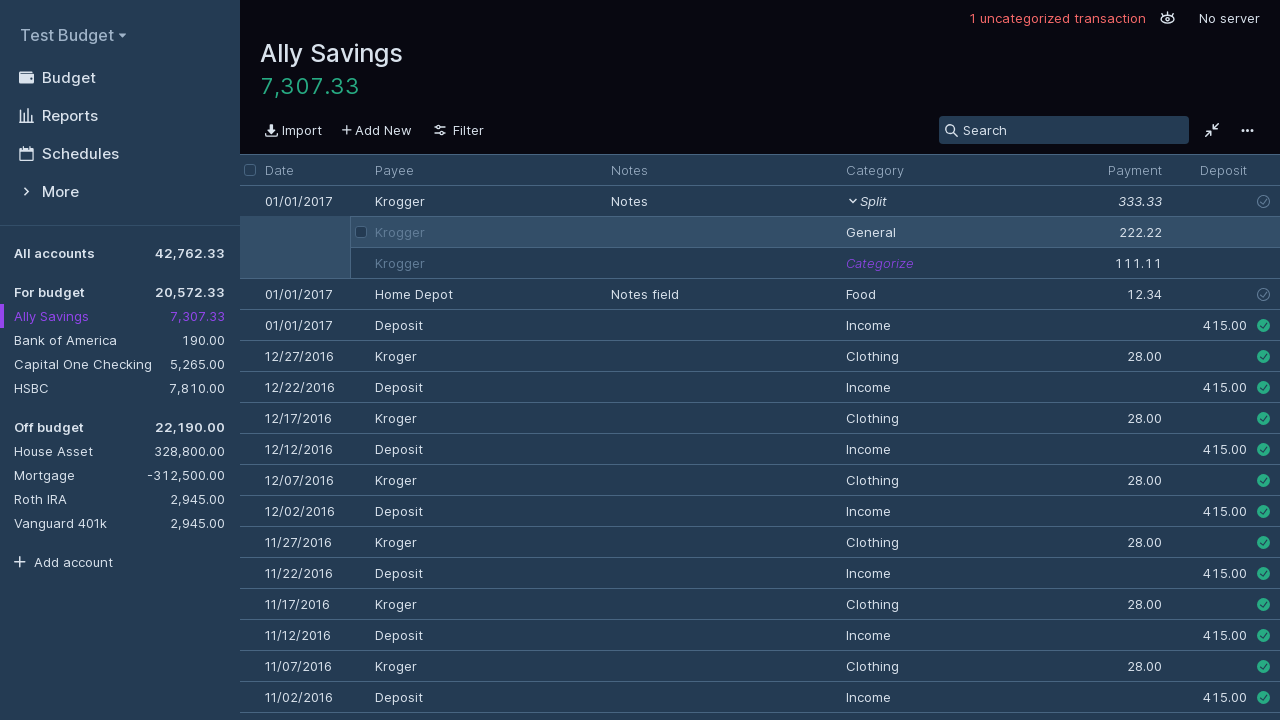 Test Budget
Budget
Reports
Schedules
More
All accounts 42,762.33
For budget 20,572.33
Ally Savings 7,307.33
Bank of America 190.00
Capital One Checking 5,265.00
HSBC 7,810.00
Off budget 22,190.00
House Asset 328,800.00
Mortgage -312,500.00
Roth IRA 2,945.00
Vanguard 401k 2,945.00
Add account
1 uncategorized transaction No server
Ally Savings
7,307.33
Import Add New Filter Search
Date Payee Notes Category Payment Deposit
01/01/2017 Krogger Notes Split 333.33
Krogger General 222.22
Krogger Categorize 111.11
01/01/2017 Home Depot Notes field Food 12.34
01/01/2017 Deposit Income 415.00
12/27/2016 Kroger Clothing 28.00
12/22/2016 Deposit Income 415.00
12/17/2016 Kroger Clothing 28.00
12/12/2016 Deposit Income 415.00
12/07/2016 Kroger Clothing 28.00
12/02/2016 Deposit Income 415.00
11/27/2016 Kroger Clothing 28.00
11/22/2016 Deposit Income 415.00
11/17/2016 Kroger Clothing 28.00
11/12/2016 Deposit Income 415.00
11/07/2016 Kroger Clothing 28.00
11/02/2016 Deposit Income 415.00